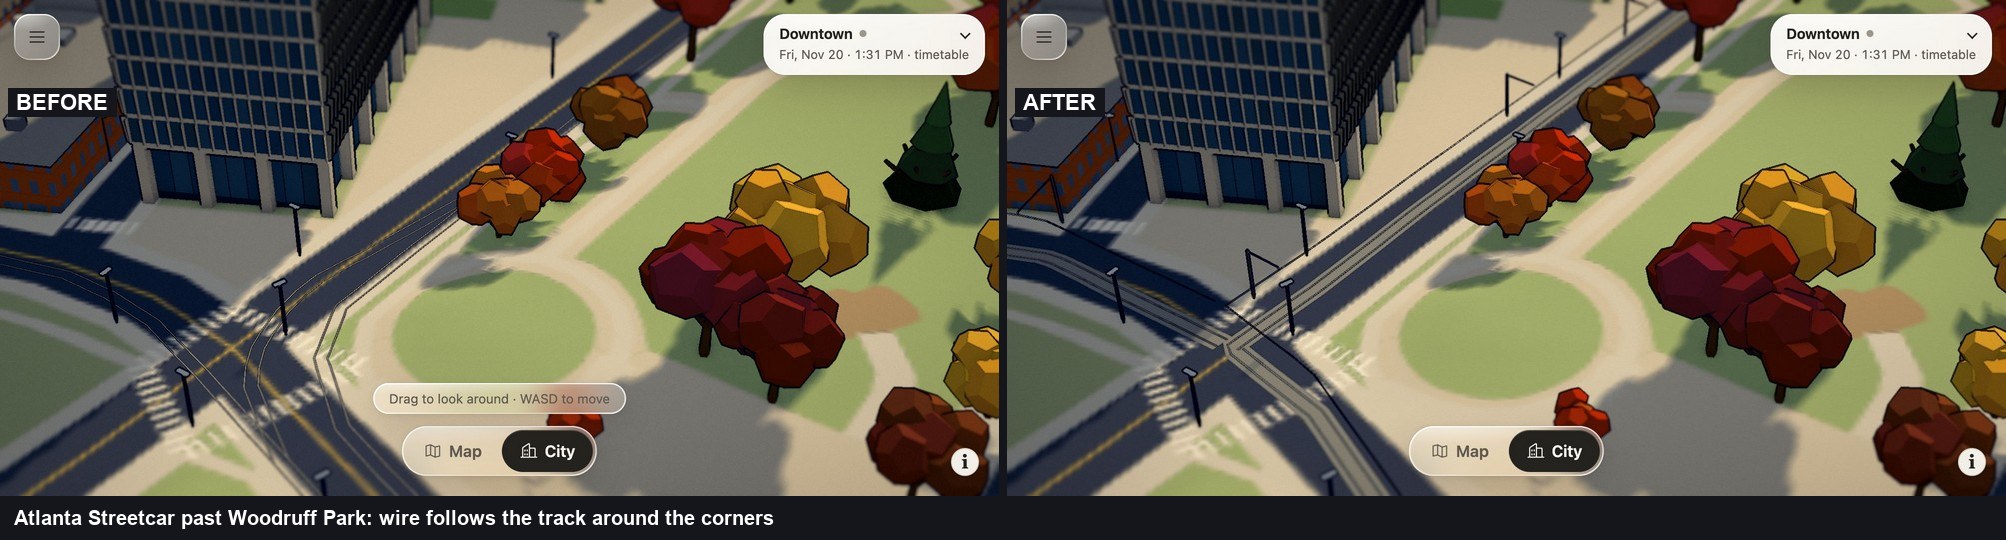 BEFORE
Downtown
Fri, Nov 20 · 1:31 PM · timetable
Drag to look around · WASD to move
Map
City
i
AFTER
Downtown
Fri, Nov 20 · 1:31 PM · timetable
Map
City
i
Atlanta Streetcar past Woodruff Park: wire follows the track around the corners